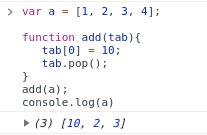 var a = [1, 2, 3, 4];
function add(tab){
tab[0] = 10;
tab.pop();
}
add(a);
console.log(a)
(3) [10, 2, 3]